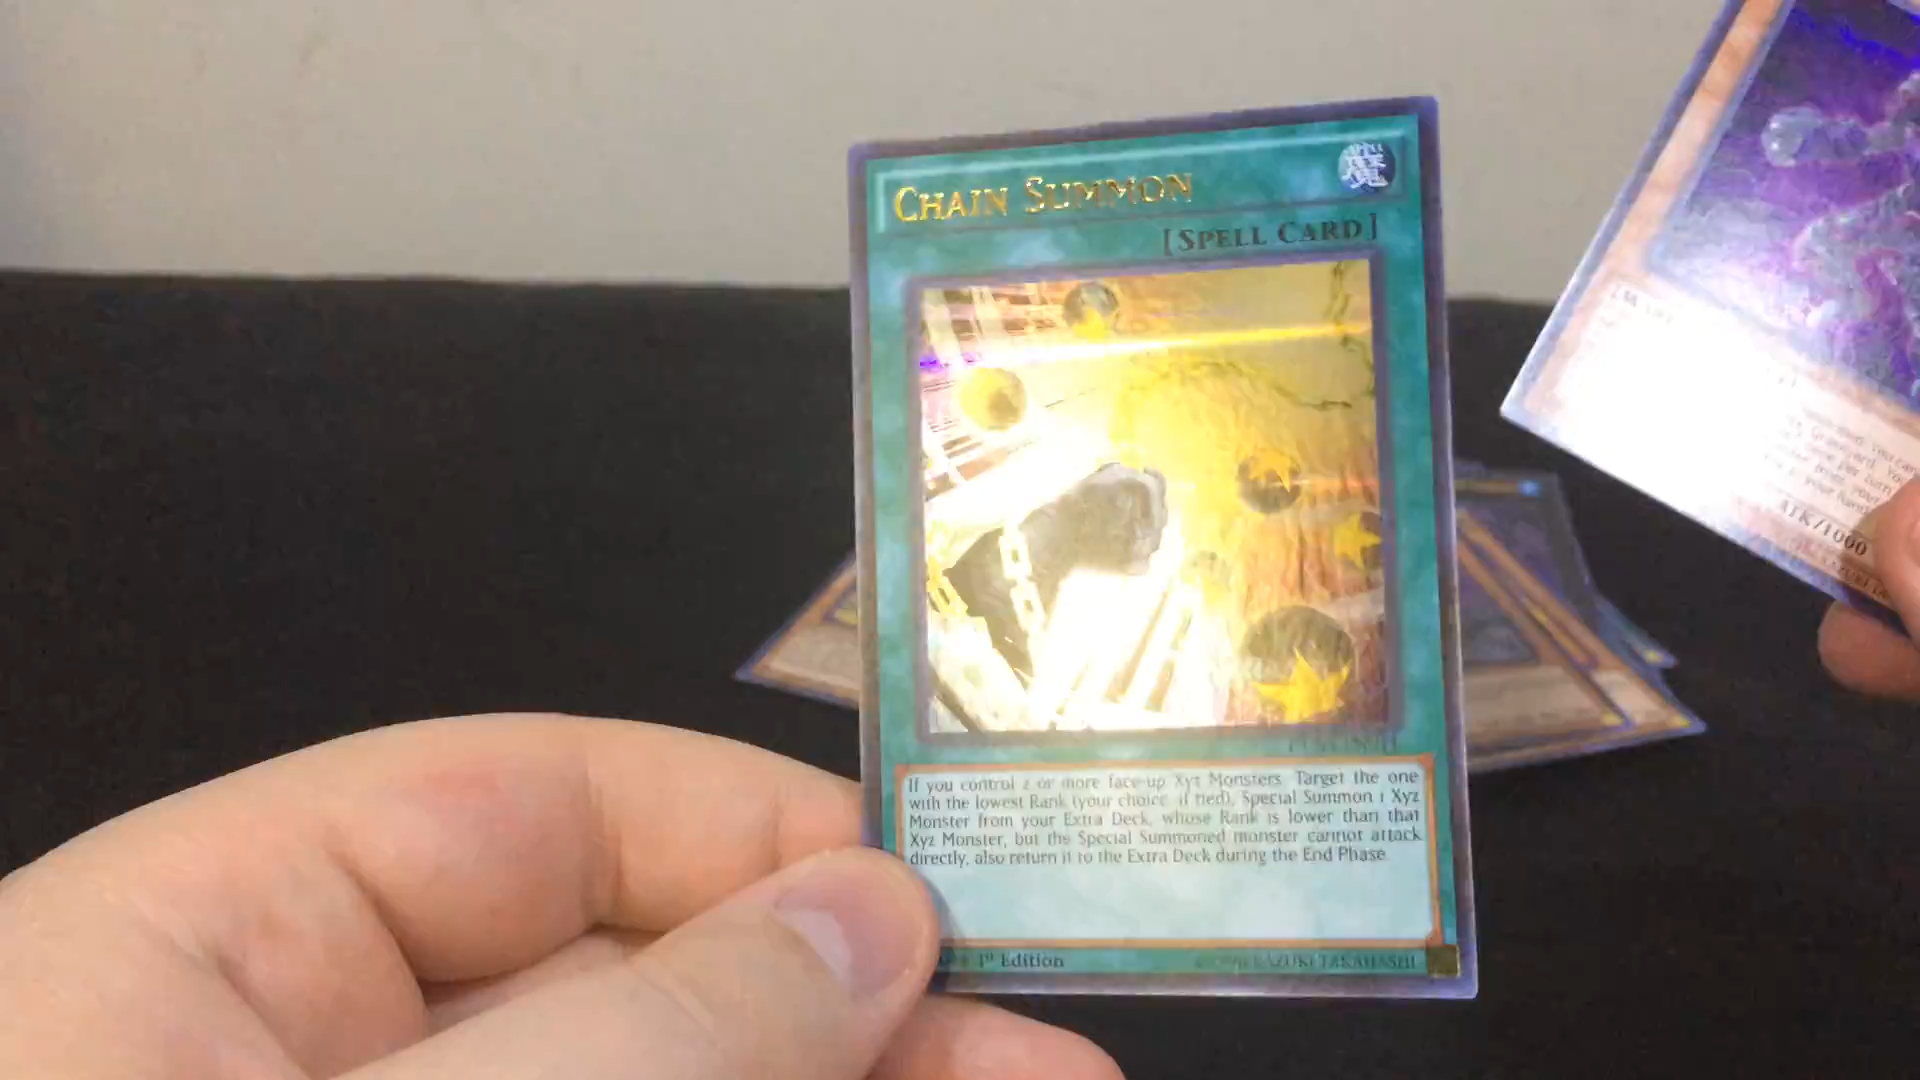 CHAIN SUMMON
魔
[SPELL CARD]
If you control 2 or more face-up Xyz Monsters: Target the one
with the lowest Rank (your choice, if tied); Special Summon 1 Xyz
Monster from your Extra Deck, whose Rank is lower than that
Xyz Monster, but the Special Summoned monster cannot attack
directly, also return it to the Extra Deck during the End Phase.
1st Edition
KAZUKI TAKAHASHI
ATK/1000